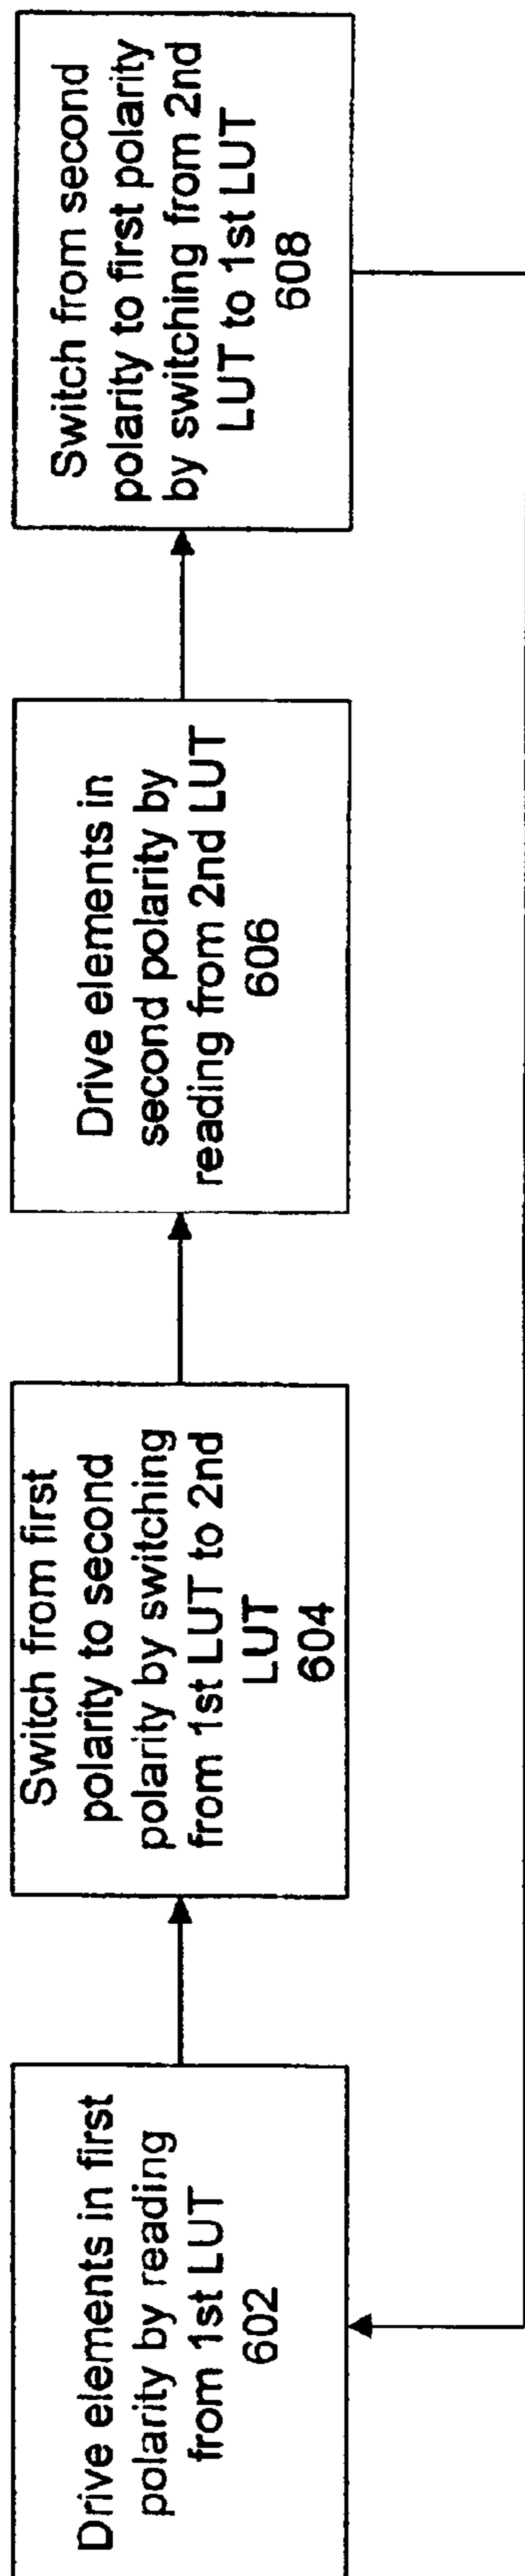 Drive elements in first
polarity by reading
from 1st LUT
602
Switch from first
polarity to second
polarity by switching
from 1st LUT to 2nd
LUT
604
Drive elements in
second polarity by
reading from 2nd LUT
606
Switch from second
polarity to first polarity
by switching from 2nd
LUT to 1st LUT
608